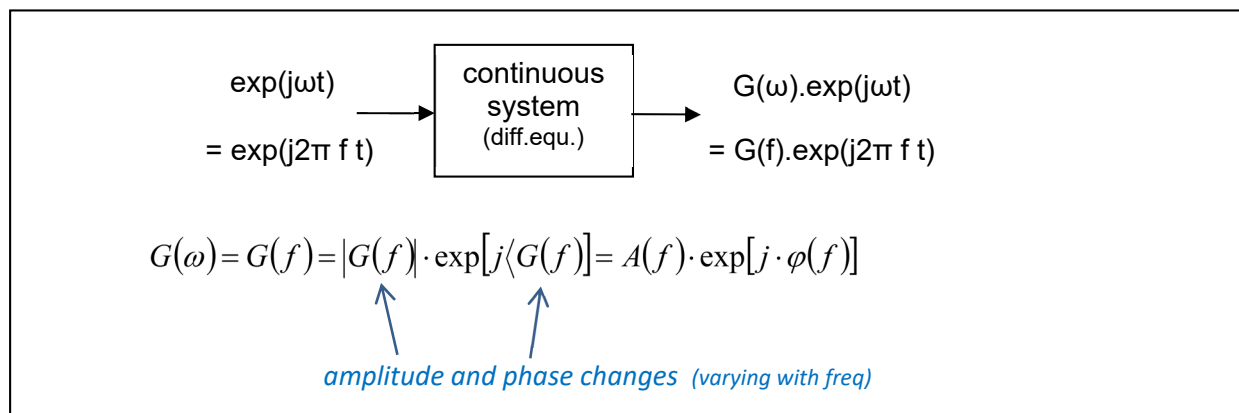 exp(jωt)
= exp(j2π f t)
continuous
system
(diff.equ.)
G(ω).exp(jωt)
= G(f).exp(j2π f t)
G(ω)= G(f)= |G(f)| · exp[j⟨G(f)]= A(f) · exp[j · φ(f)]
amplitude and phase changes (varying with freq)